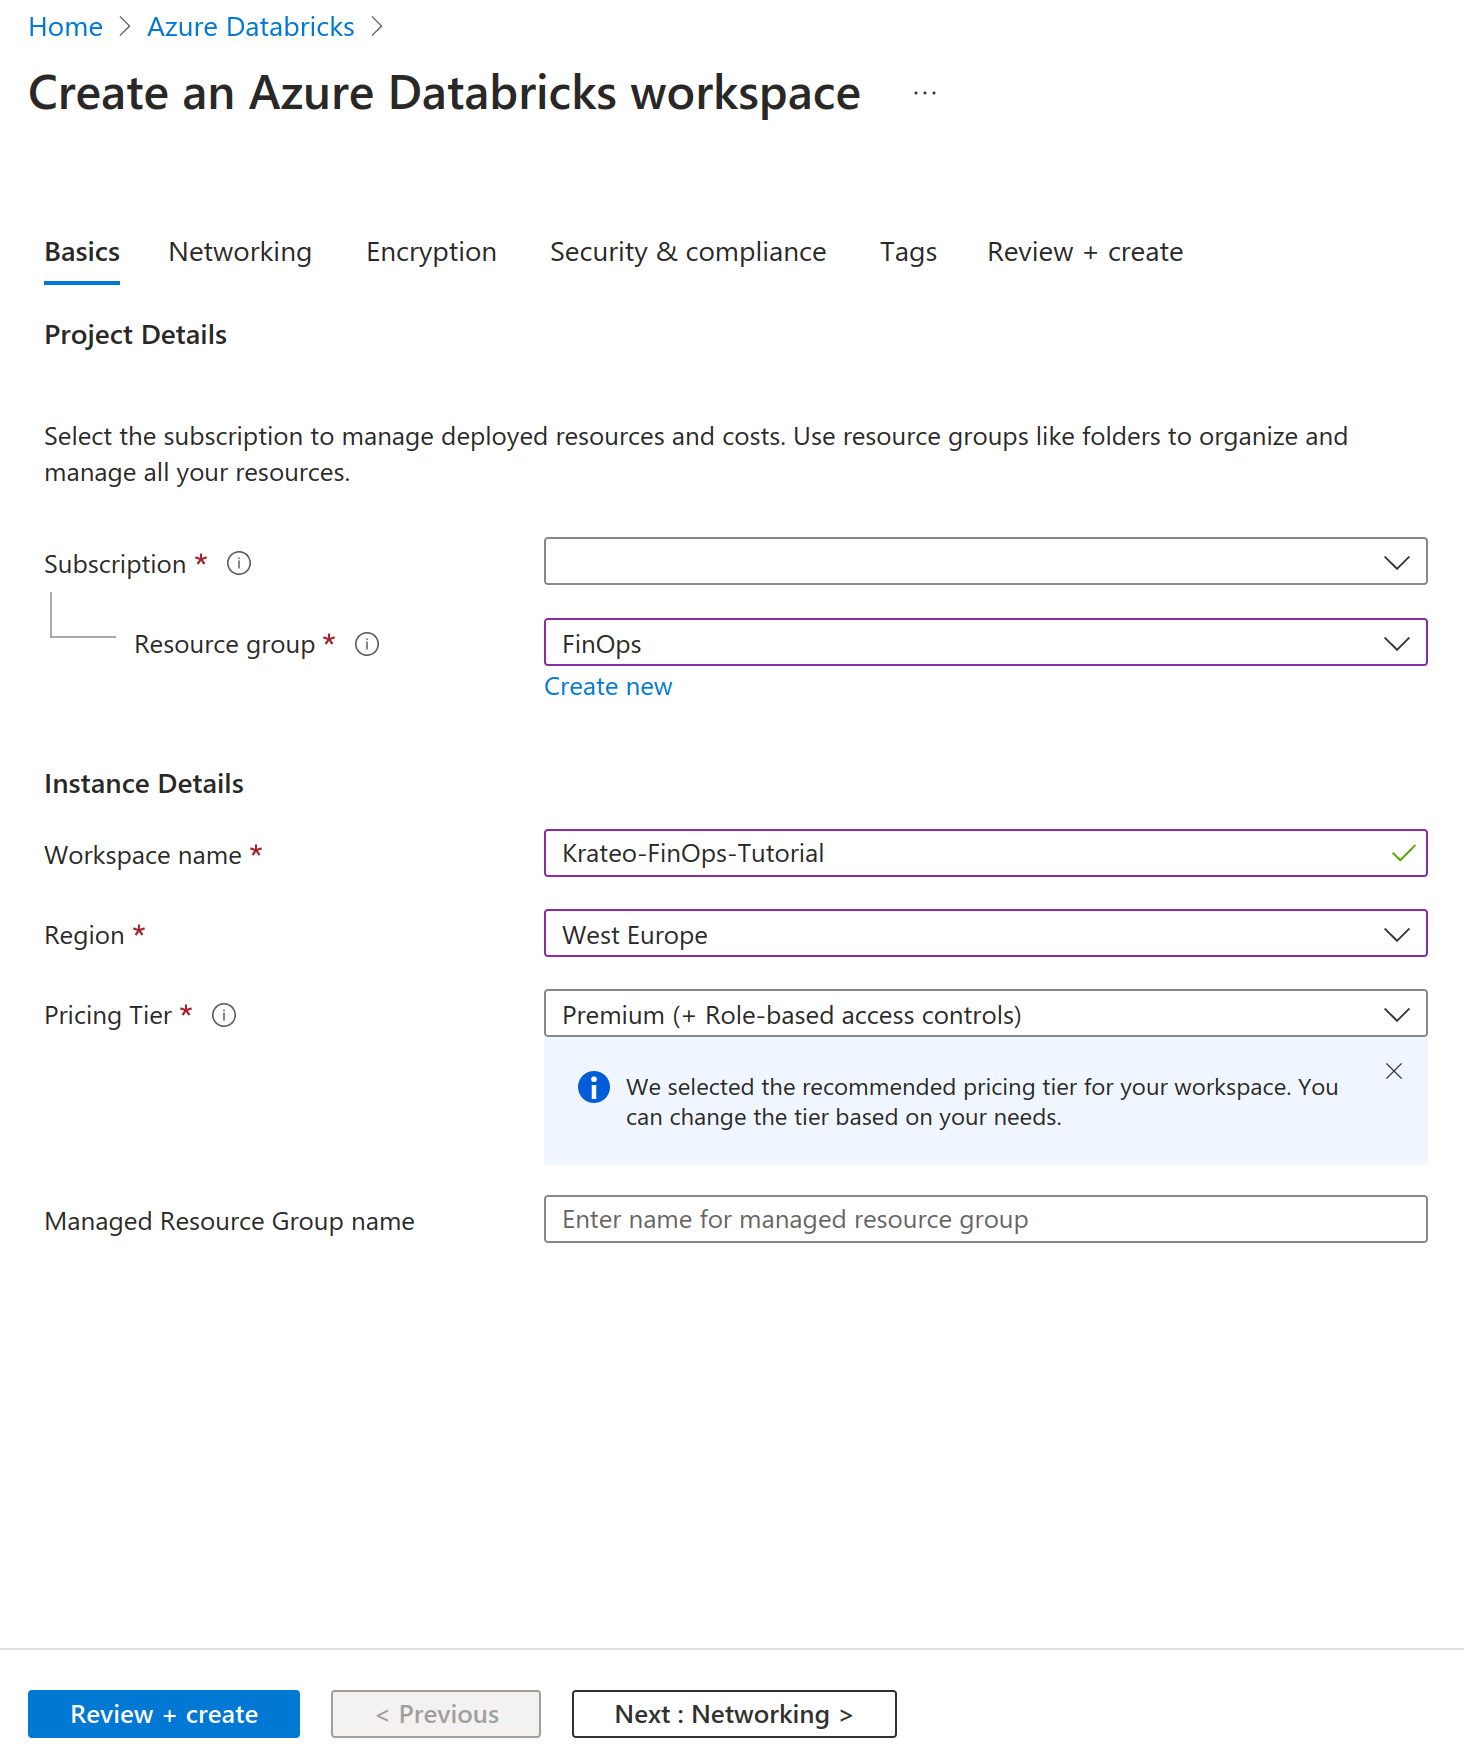 Home > Azure Databricks >
Create an Azure Databricks workspace ...
Basics Networking Encryption Security & compliance Tags Review + create
Project Details
Select the subscription to manage deployed resources and costs. Use resource groups like folders to organize and
manage all your resources.
Subscription *
Resource group * FinOps
Create new
Instance Details
Workspace name * Krateo-FinOps-Tutorial
Region * West Europe
Pricing Tier * Premium (+ Role-based access controls)
We selected the recommended pricing tier for your workspace. You
can change the tier based on your needs.
Managed Resource Group name Enter name for managed resource group
Review + create < Previous Next : Networking >